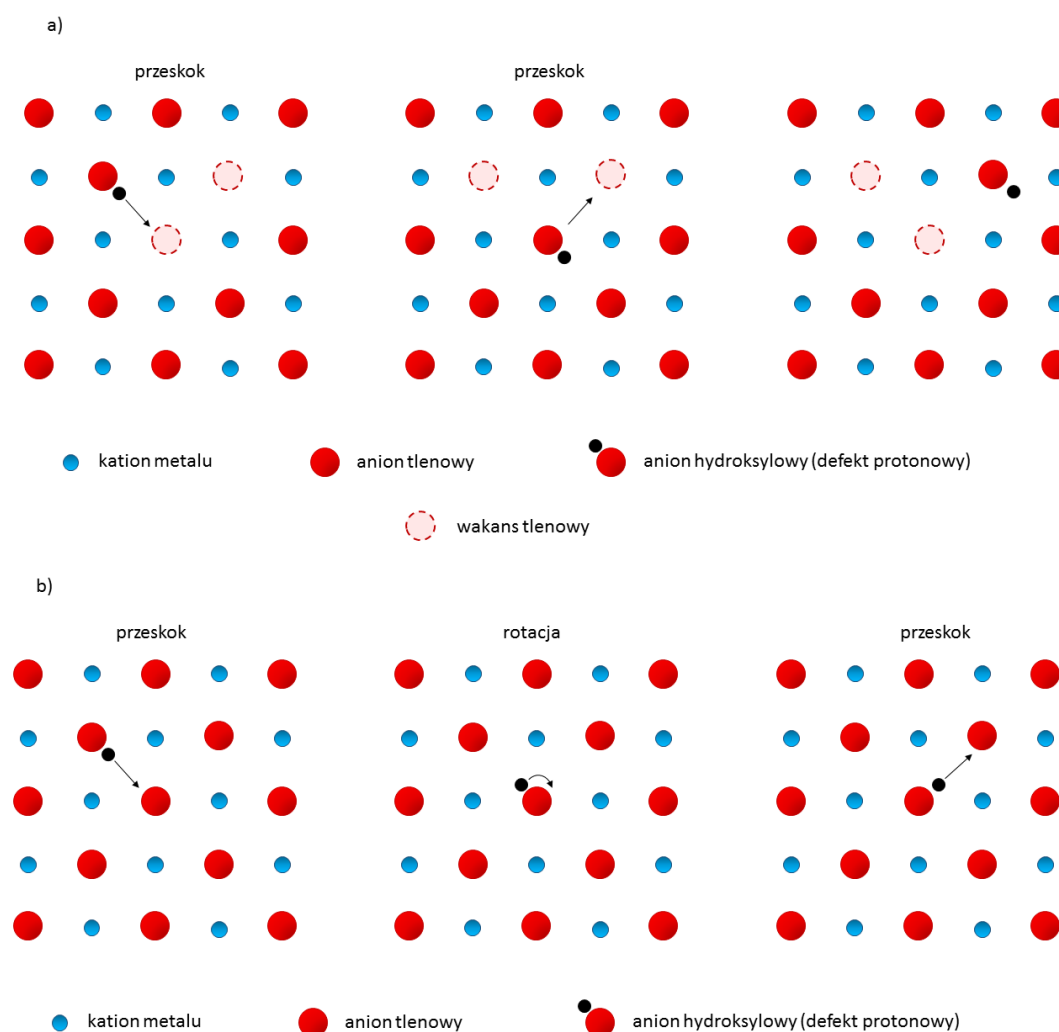 a)
przeskok
przeskok
kation metalu
anion tlenowy
anion hydroksylowy (defekt protonowy)
wakans tlenowy
b)
przeskok
rotacja
przeskok
kation metalu
anion tlenowy
anion hydroksylowy (defekt protonowy)